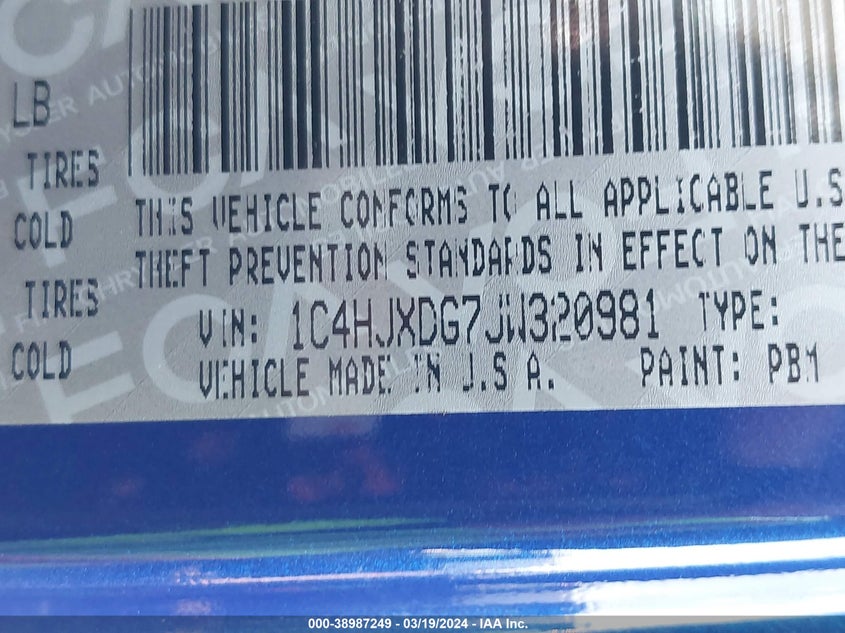 LB
TIRES
COLD
TIRES
COLD
THIS VEHICLE CONFORMS TO ALL APPLICABLE U.S
THEFT PREVENTION STANDARDS IN EFFECT ON THE
VIN: 1C4HJXDG7JW320981 TYPE:
VEHICLE MADE IN U.S.A. PAINT: PBM
000-38987249 - 03/19/2024 - IAA Inc.